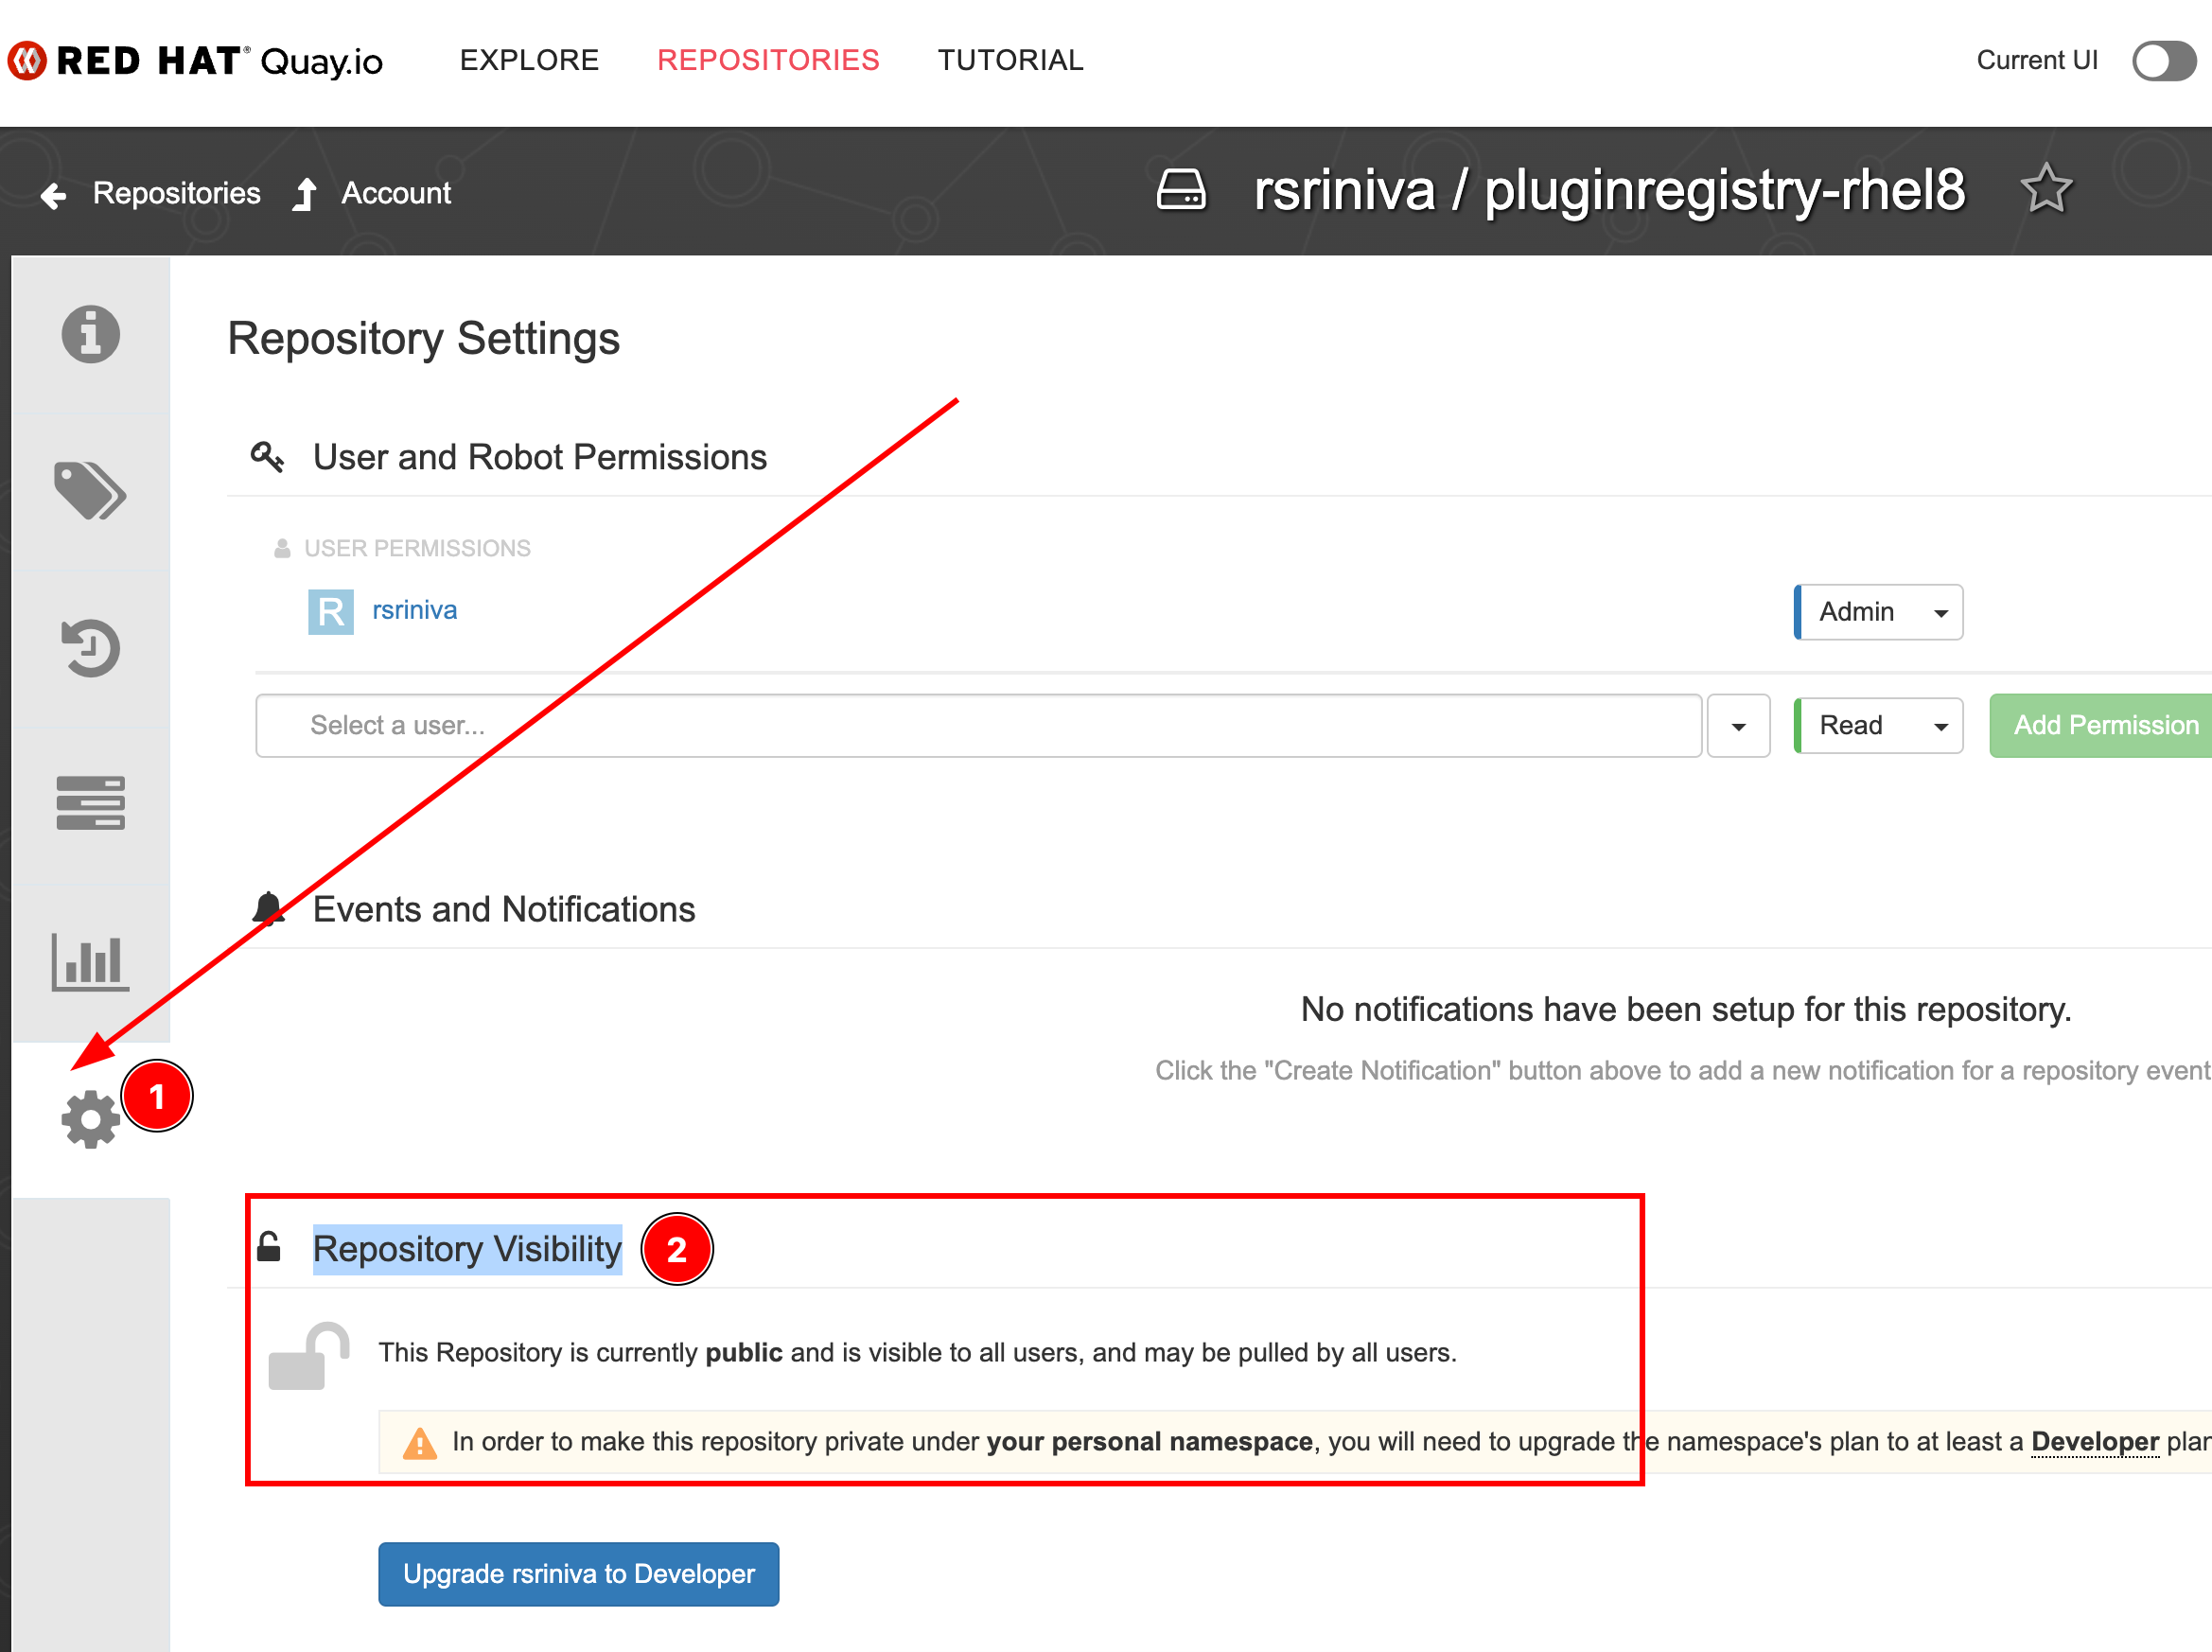 RED HAT® Quay.io EXPLORE REPOSITORIES TUTORIAL Current UI
Repositories Account rsriniva / pluginregistry-rhel8
Repository Settings
User and Robot Permissions
USER PERMISSIONS
R rsriniva Admin
Select a user... Read Add Permission
Events and Notifications
No notifications have been setup for this repository.
Click the "Create Notification" button above to add a new notification for a repository event
1
Repository Visibility 2
This Repository is currently public and is visible to all users, and may be pulled by all users.
In order to make this repository private under your personal namespace, you will need to upgrade the namespace's plan to at least a Developer plan
Upgrade rsriniva to Developer